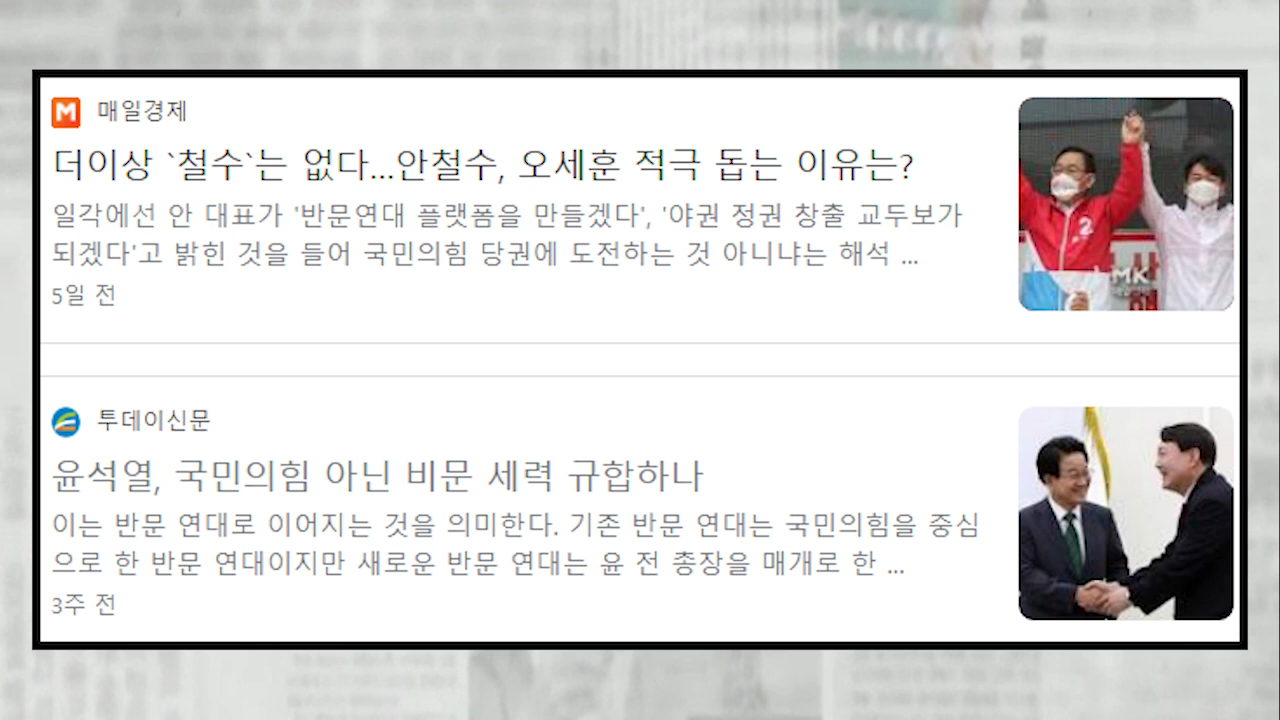 매일경제
더이상 `철수`는 없다...안철수, 오세훈 적극 돕는 이유는?
일각에선 안 대표가 '반문연대 플랫폼을 만들겠다', '야권 정권 창출 교두보가
되겠다'고 밝힌 것을 들어 국민의힘 당권에 도전하는 것 아니냐는 해석 ...
5일 전
2
MK
투데이신문
윤석열, 국민의힘 아닌 비문 세력 규합하나
이는 반문 연대로 이어지는 것을 의미한다. 기존 반문 연대는 국민의힘을 중심
으로 한 반문 연대이지만 새로운 반문 연대는 윤 전 총장을 매개로 한 ...
3주 전